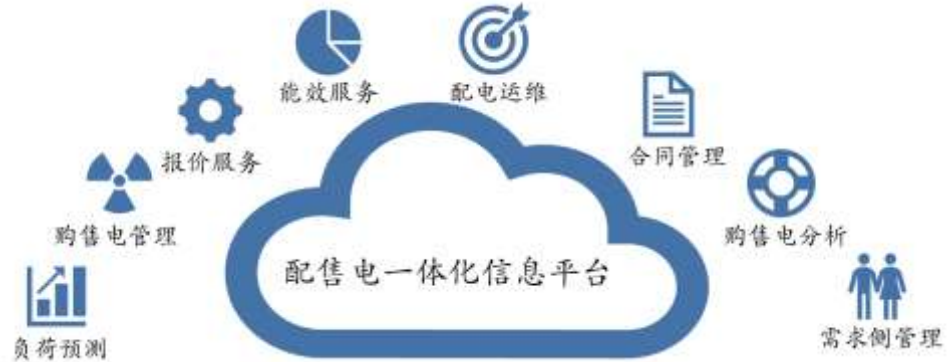 能效服务
配电运维
报价服务
合同管理
购售电管理
购售电分析
配售电一体化信息平台
负荷预测
需求侧管理